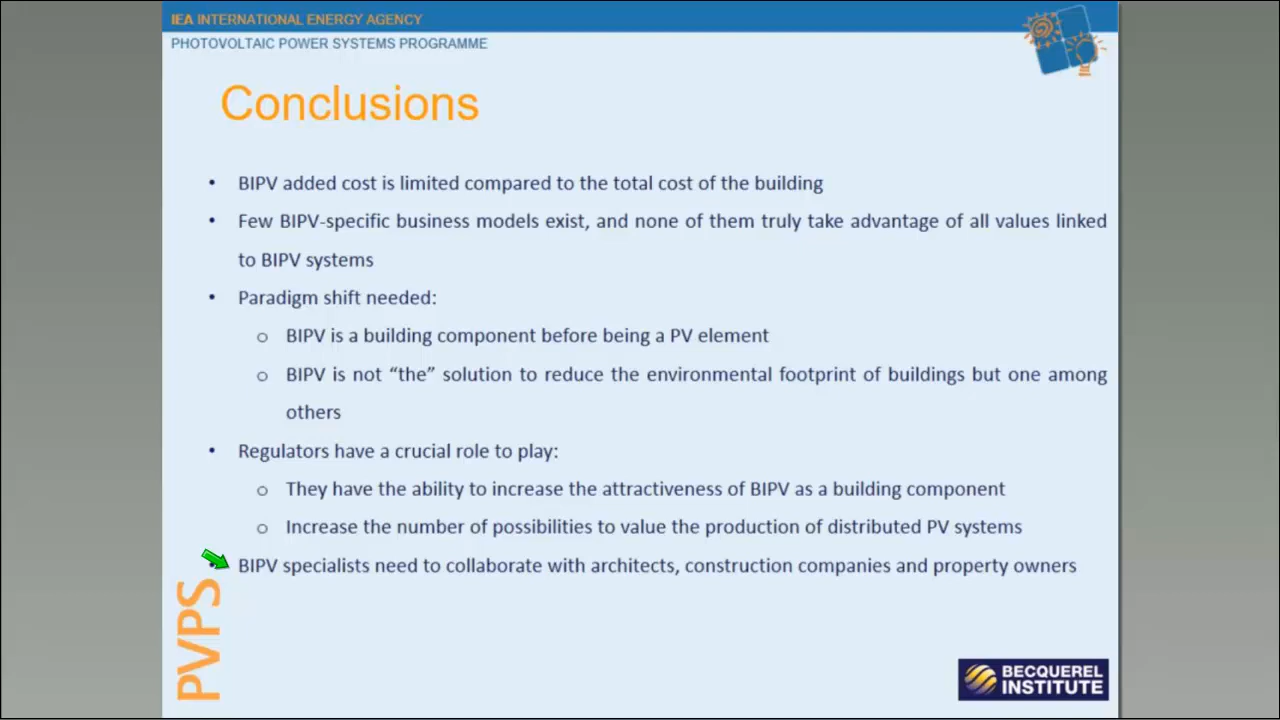 IEA INTERNATIONAL ENERGY AGENCY
PHOTOVOLTAIC POWER SYSTEMS PROGRAMME
Conclusions
• BIPV added cost is limited compared to the total cost of the building
• Few BIPV-specific business models exist, and none of them truly take advantage of all values linked
to BIPV systems
• Paradigm shift needed:
o BIPV is a building component before being a PV element
o BIPV is not “the” solution to reduce the environmental footprint of buildings but one among
others
• Regulators have a crucial role to play:
o They have the ability to increase the attractiveness of BIPV as a building component
o Increase the number of possibilities to value the production of distributed PV systems
• BIPV specialists need to collaborate with architects, construction companies and property owners
PVPS
BECQUEREL
INSTITUTE